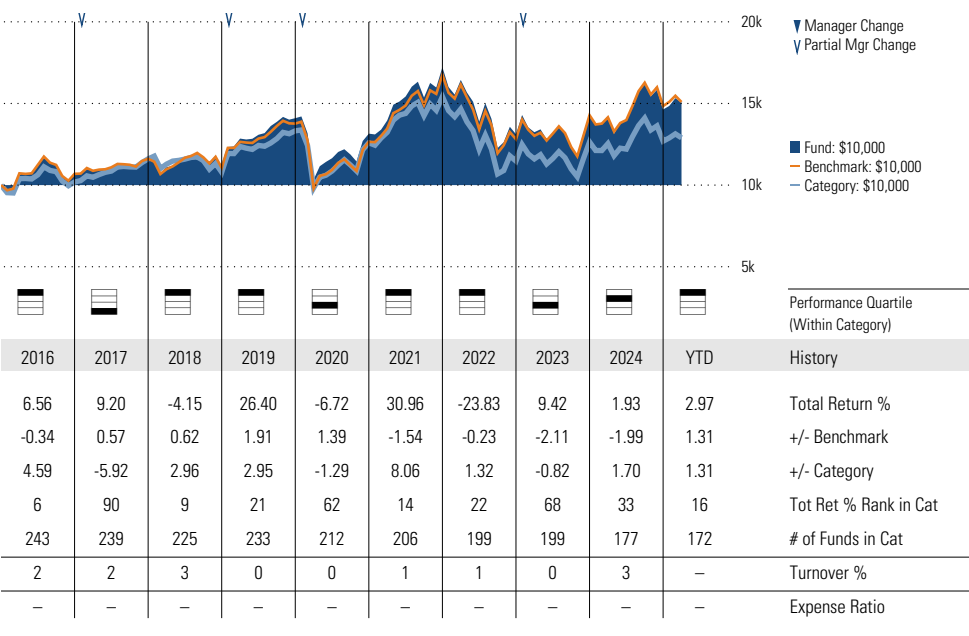 20k
▼ Manager Change
∨ Partial Mgr Change
15k
Fund: $10,000
Benchmark: $10,000
Category: $10,000
10k
5k
Performance Quartile
(Within Category)
2016 2017 2018 2019 2020 2021 2022 2023 2024 YTD History
6.56 9.20 -4.15 26.40 -6.72 30.96 -23.83 9.42 1.93 2.97 Total Return %
-0.34 0.57 0.62 1.91 1.39 -1.54 -0.23 -2.11 -1.99 1.31 +/- Benchmark
4.59 -5.92 2.96 2.95 -1.29 8.06 1.32 -0.82 1.70 1.31 +/- Category
6 90 9 21 62 14 22 68 33 16 Tot Ret % Rank in Cat
243 239 225 233 212 206 199 199 177 172 # of Funds in Cat
2 2 3 0 0 1 1 0 3 – Turnover %
– – – – – – – – – – Expense Ratio